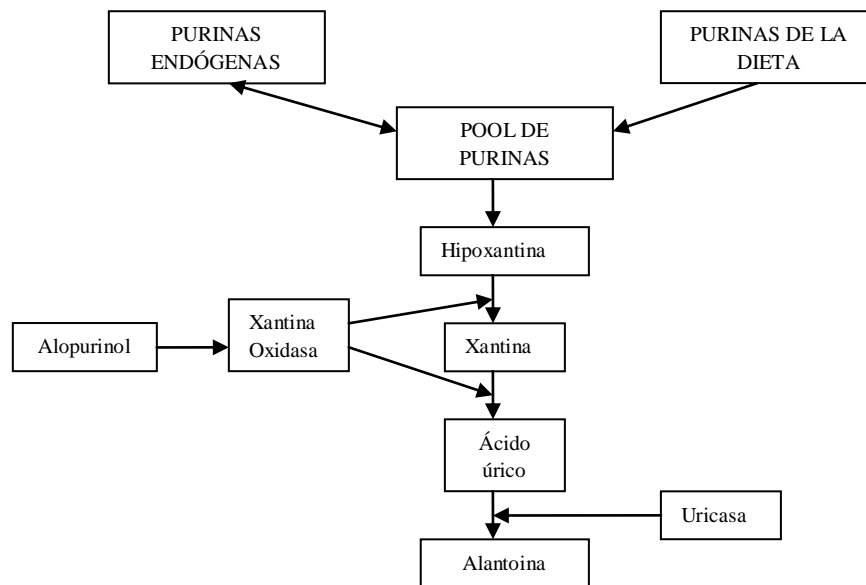 PURINAS
ENDÓGENAS
PURINAS DE LA
DIETA
POOL DE
PURINAS
Hipoxantina
Alopurinol
Xantina
Oxidasa
Xantina
Ácido
úrico
Uricasa
Alantoina